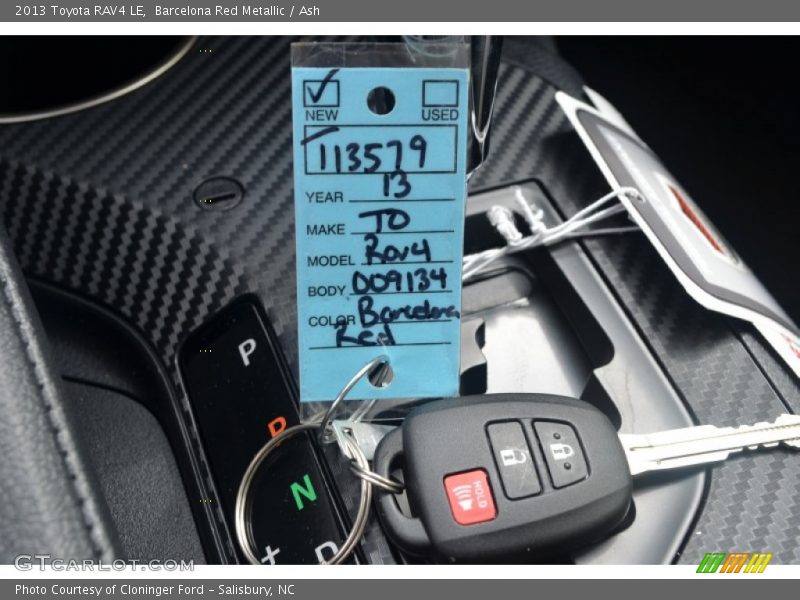 2013 Toyota RAV4 LE, Barcelona Red Metallic / Ash
NEW USED
113579
YEAR 13
MAKE TO
MODEL Rav4
BODY D09134
COLOR Barcelona
Red
P
R
N
+ D
HOLD
GTCarLot.com
Photo Courtesy of Cloninger Ford - Salisbury, NC